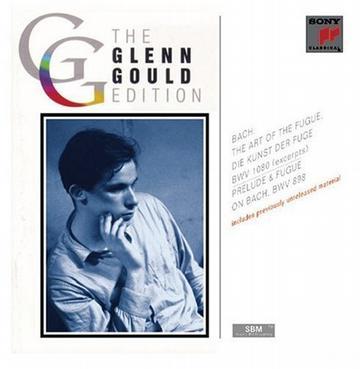 THE
GLENN
GOULD
EDITION
SONY
CLASSICAL
BACH:
THE ART OF THE FUGUE,
DIE KUNST DER FUGE
BWV 1080 (excerpts)
PRELUDE & FUGUE
ON BACH, BWV 898
includes previously unreleased material
SBM